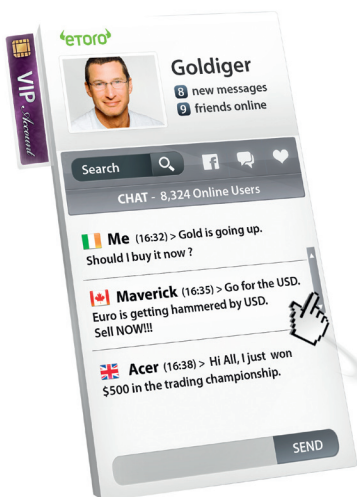 eTORO
VIP. Account
Goldiger
8 new messages
9 friends online
Search
f
CHAT - 8,324 Online Users
Me (16:32) > Gold is going up.
Should I buy it now ?
Maverick (16:35) > Go for the USD.
Euro is getting hammered by USD.
Sell NOW!!!
Acer (16:38) > Hi All, I just won
$500 in the trading championship.
SEND